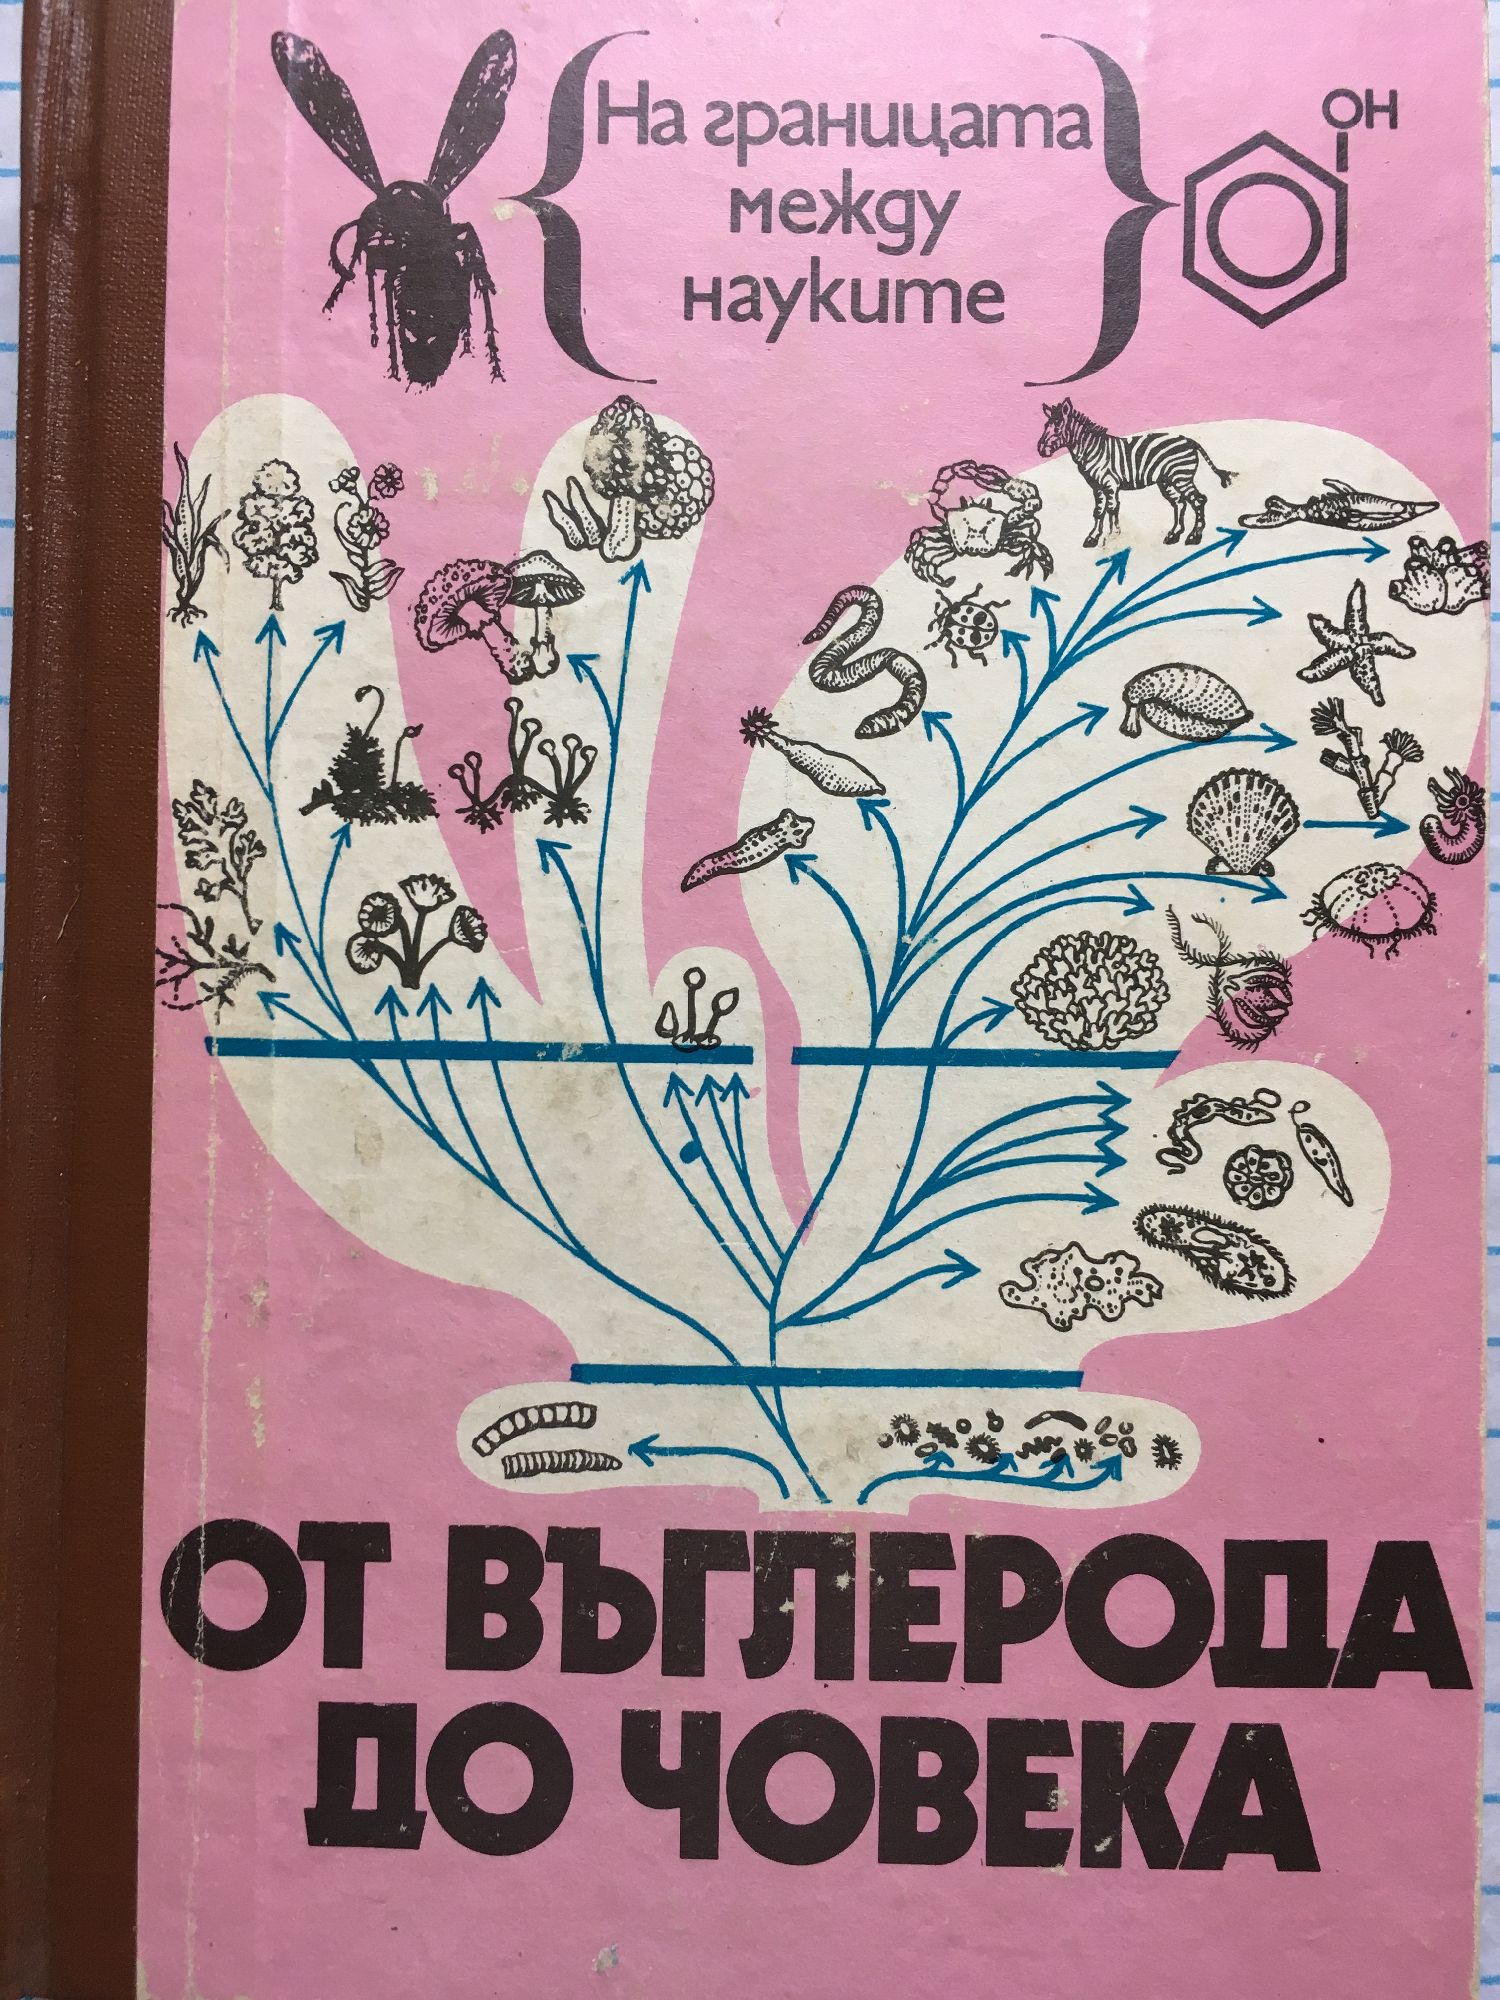 На границата
между
науките
OH
ОТ ВЪГЛЕРОДА
ДО ЧОВЕКА